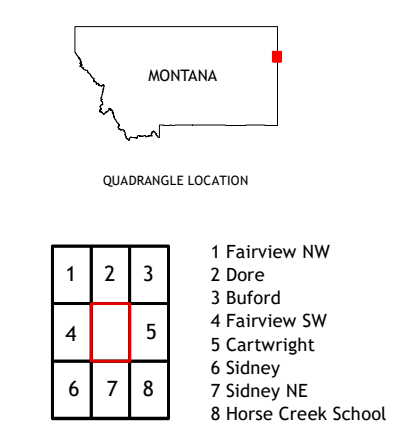 MONTANA
QUADRANGLE LOCATION
1 2 3
4 5
6 7 8
1 Fairview NW
2 Dore
3 Buford
4 Fairview SW
5 Cartwright
6 Sidney
7 Sidney NE
8 Horse Creek School